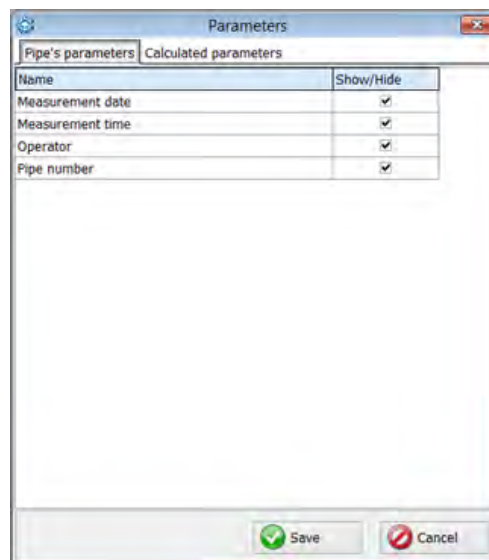 Parameters
Pipe's parameters Calculated parameters
Name Show/Hide
Measurement date
Measurement time
Operator
Pipe number
Save Cancel